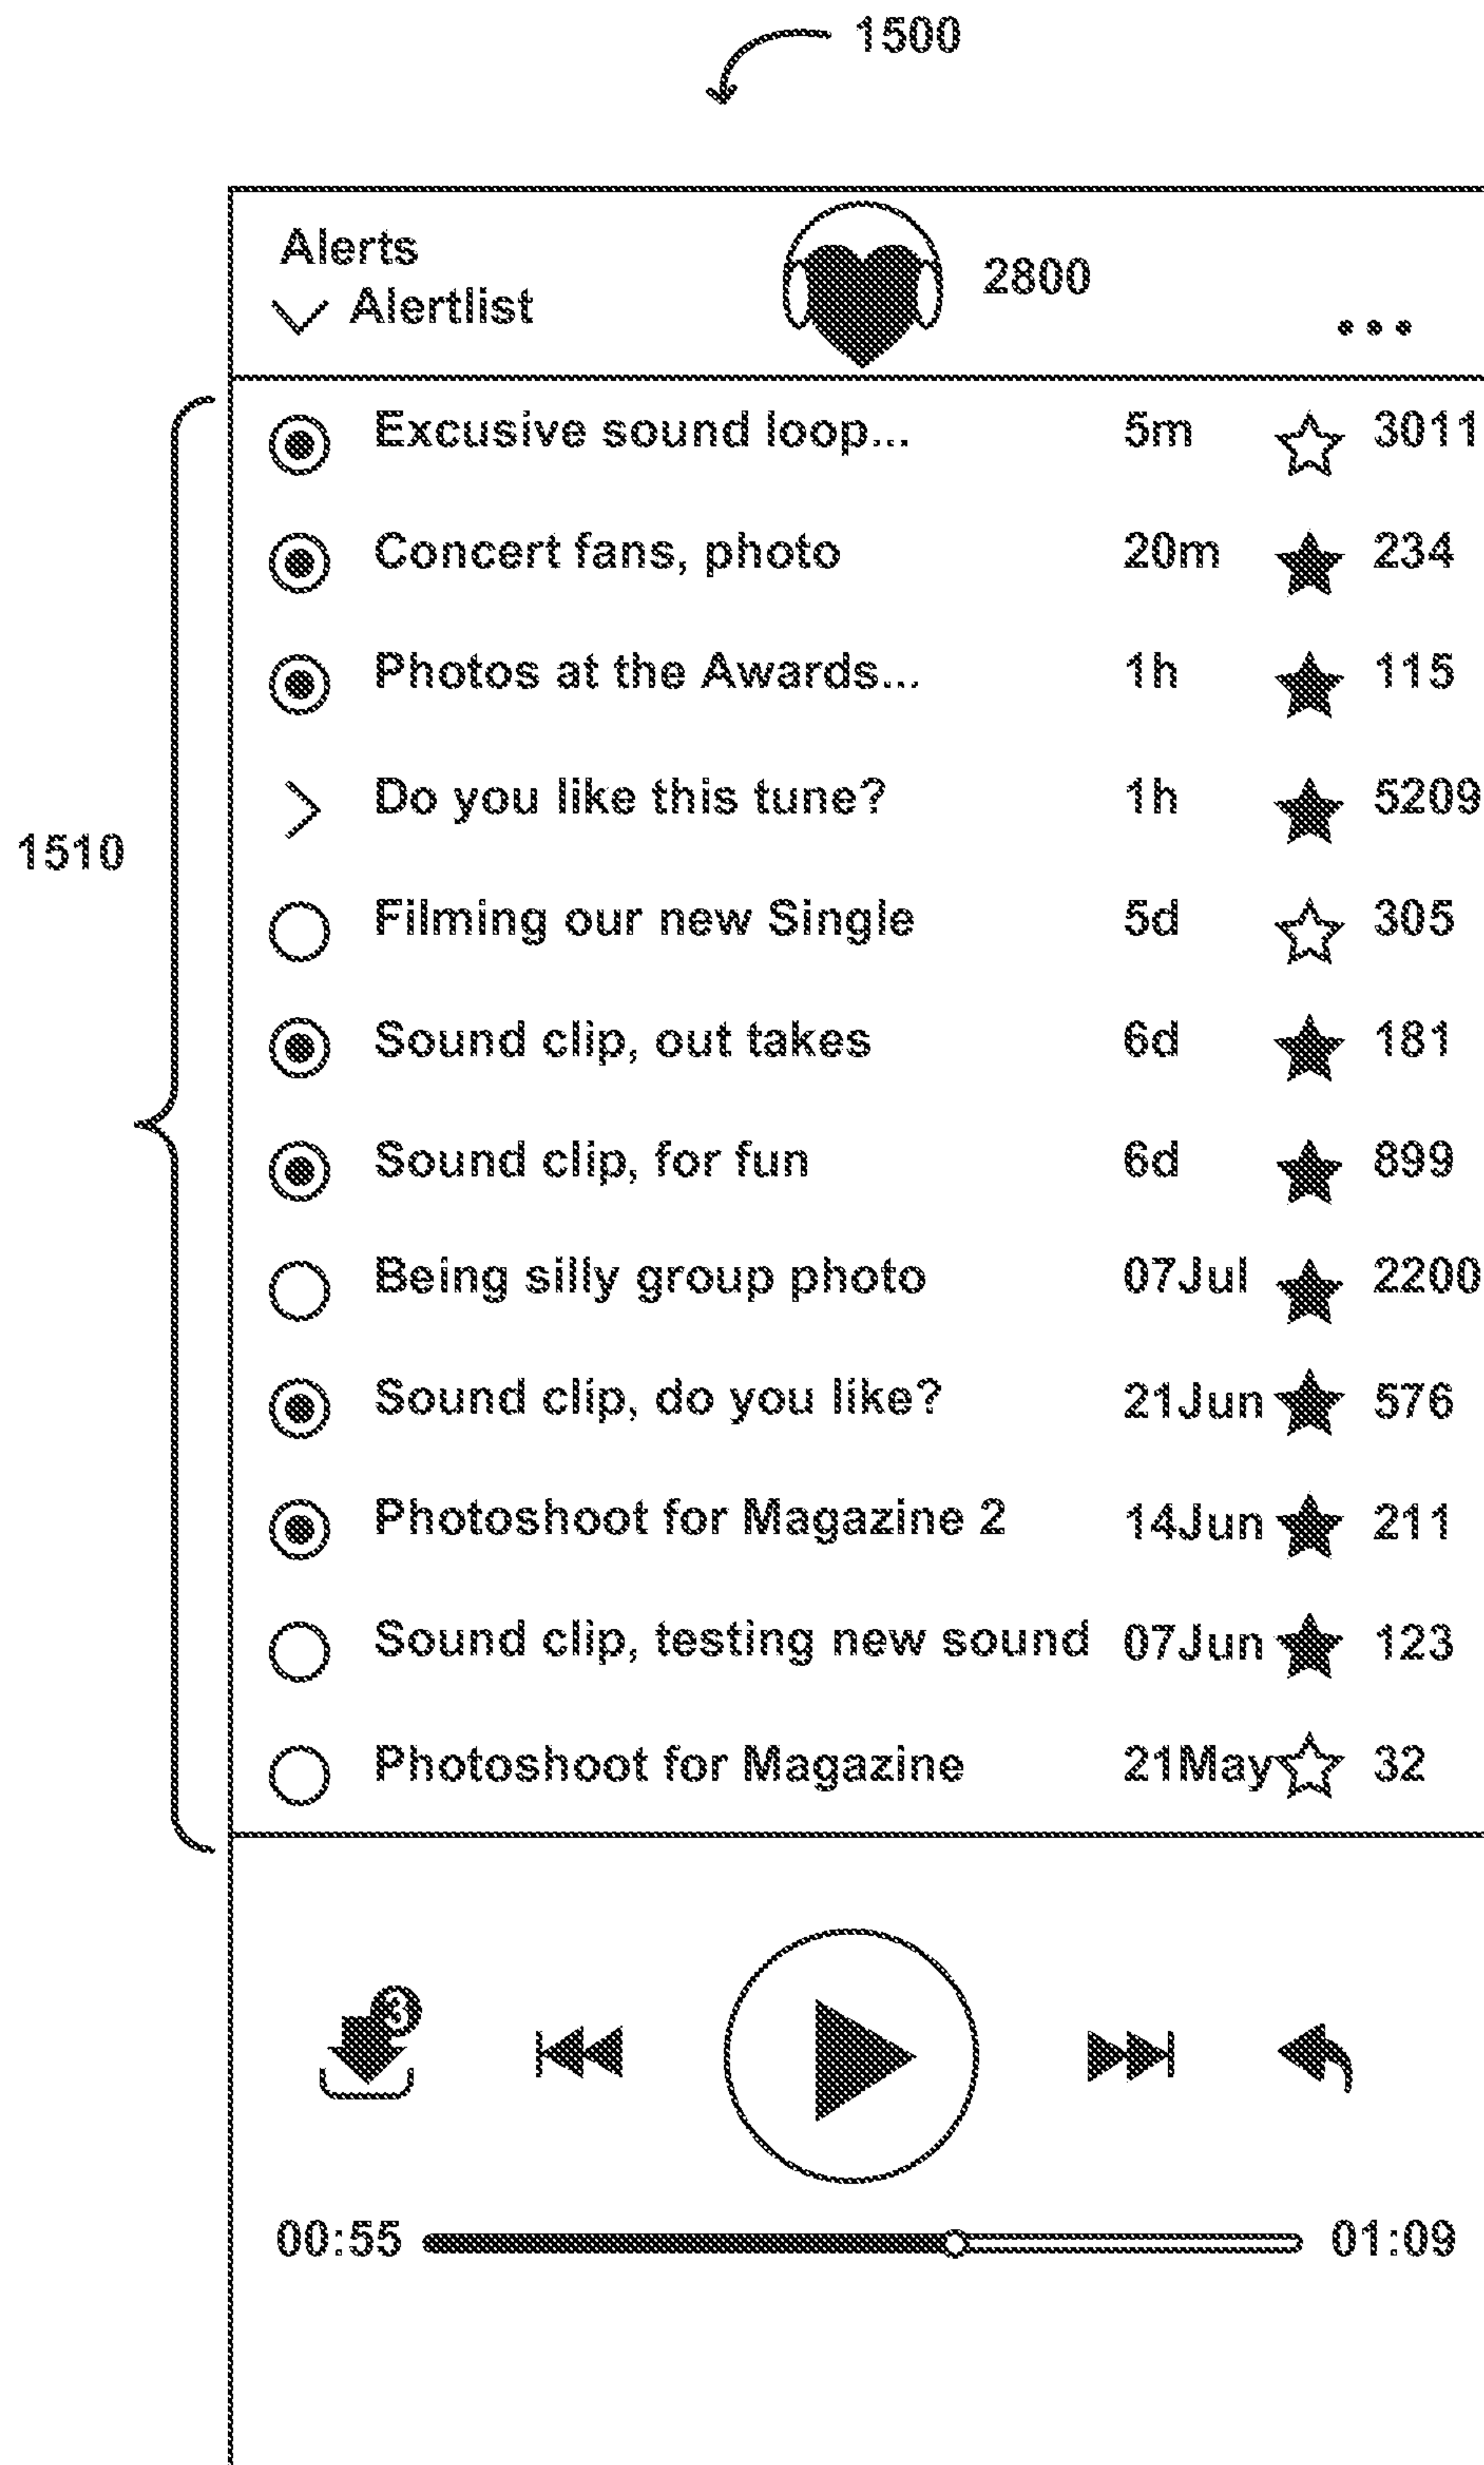 1500
Alerts
Alertlist
2800
Excusive sound loop... 5m 3011
Concert fans, photo 20m 234
Photos at the Awards... 1h 115
Do you like this tune? 1h 5209
1510
Filming our new Single 5d 305
Sound clip, out takes 6d 181
Sound clip, for fun 6d 899
Being silly group photo 07Jul 2200
Sound clip, do you like? 21Jun 576
Photoshoot for Magazine 2 14Jun 211
Sound clip, testing new sound 07Jun 123
Photoshoot for Magazine 21May 32
3
00:55 01:09